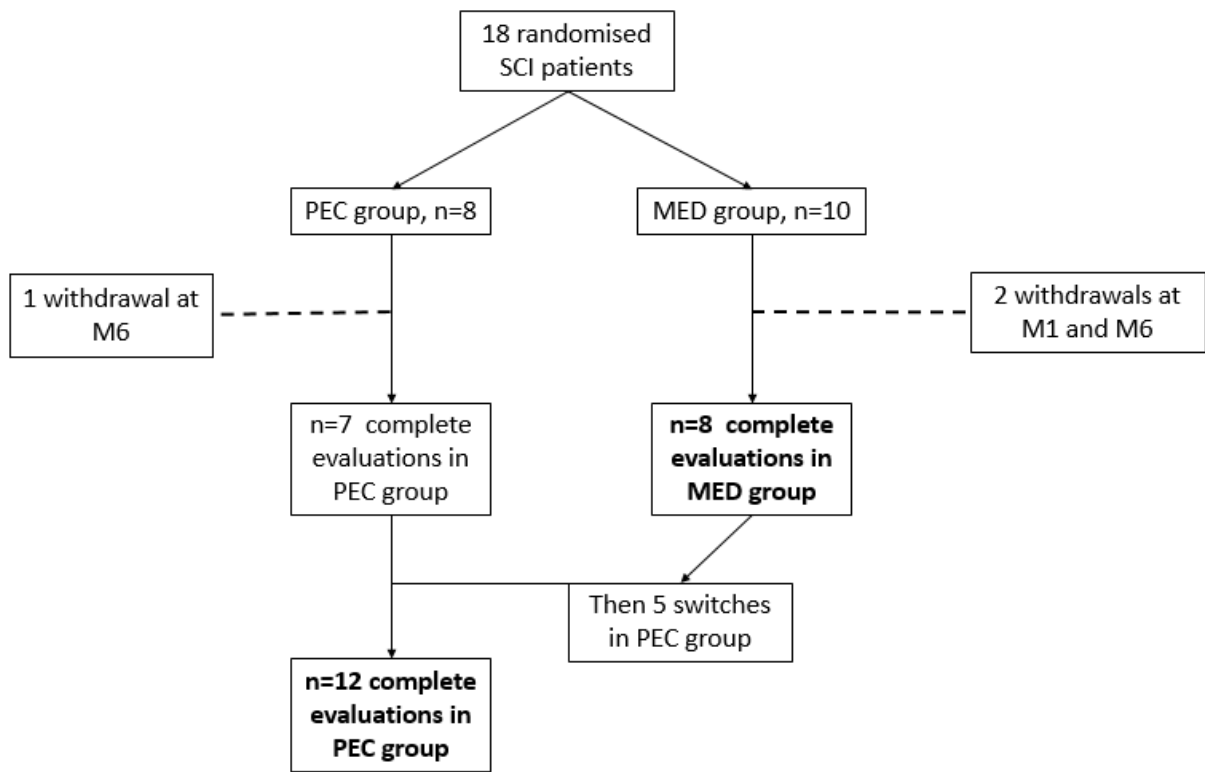 18 randomised
SCI patients
PEC group, n=8
MED group, n=10
1 withdrawal at
M6
2 withdrawals at
M1 and M6
n=7 complete
evaluations in
PEC group
n=8 complete
evaluations in
MED group
Then 5 switches
in PEC group
n=12 complete
evaluations in
PEC group